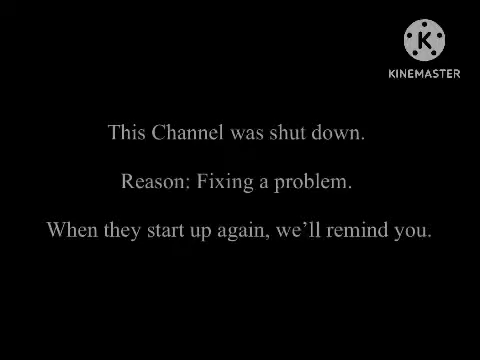 KINEMASTER
This Channel was shut down.
Reason: Fixing a problem.
When they start up again, we’ll remind you.